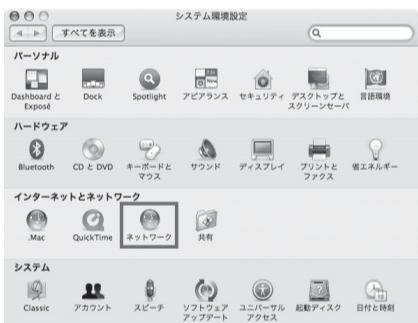 システム環境設定
すべてを表示
パーソナル
Dashboard と Exposé
Dock
Spotlight
アピアランス
セキュリティ
デスクトップと スクリーンセーバ
言語環境
ハードウェア
Bluetooth
CD と DVD
キーボードと マウス
サウンド
ディスプレイ
プリントと ファクス
省エネルギー
インターネットとネットワーク
.Mac
QuickTime
ネットワーク
共有
システム
Classic
アカウント
スピーチ
ソフトウェア アップデート
ユニバーサル アクセス
起動ディスク
日付と時刻